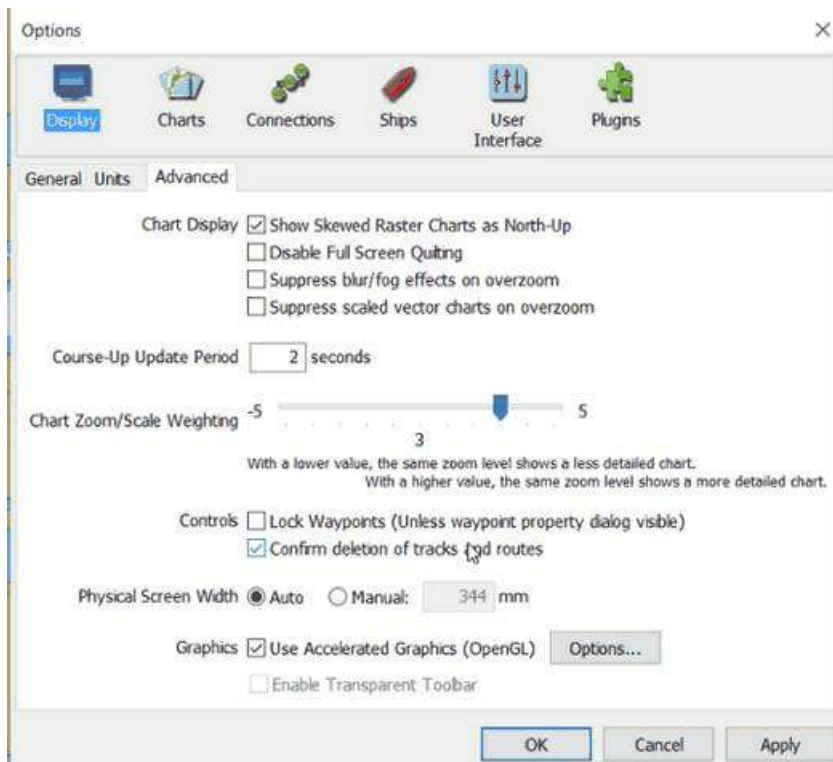 Options
Display Charts Connections Ships User Interface Plugins
General Units Advanced
Chart Display Show Skewed Raster Charts as North-Up
Disable Full Screen Quilting
Suppress blur/fog effects on overzoom
Suppress scaled vector charts on overzoom
Course-Up Update Period 2 seconds
Chart Zoom/Scale Weighting -5 5
3
With a lower value, the same zoom level shows a less detailed chart.
With a higher value, the same zoom level shows a more detailed chart.
Controls Lock Waypoints (Unless waypoint property dialog visible)
Confirm deletion of tracks and routes
Physical Screen Width Auto Manual: 344 mm
Graphics Use Accelerated Graphics (OpenGL) Options...
Enable Transparent Toolbar
OK Cancel Apply